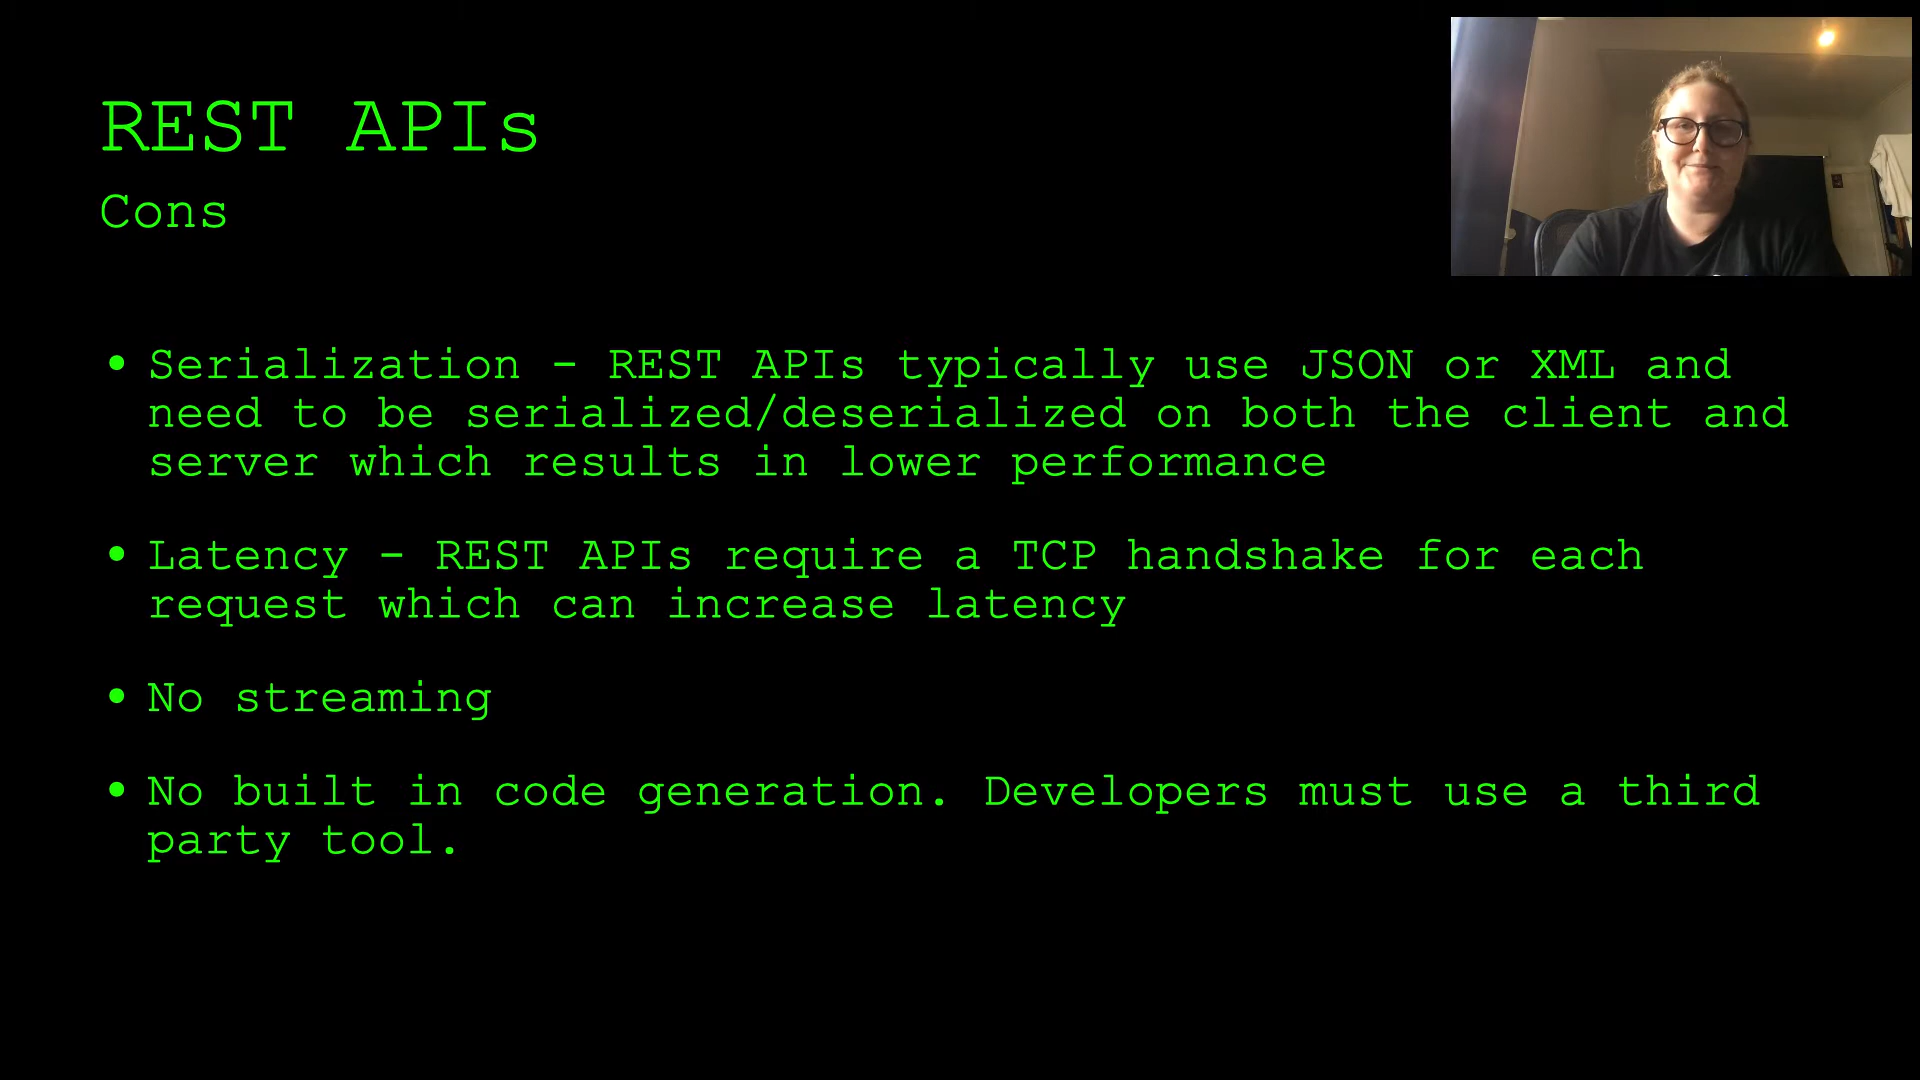 REST APIs
Cons
• Serialization - REST APIs typically use JSON or XML and
need to be serialized/deserialized on both the client and
server which results in lower performance
• Latency - REST APIs require a TCP handshake for each
request which can increase latency
• No streaming
• No built in code generation. Developers must use a third
party tool.